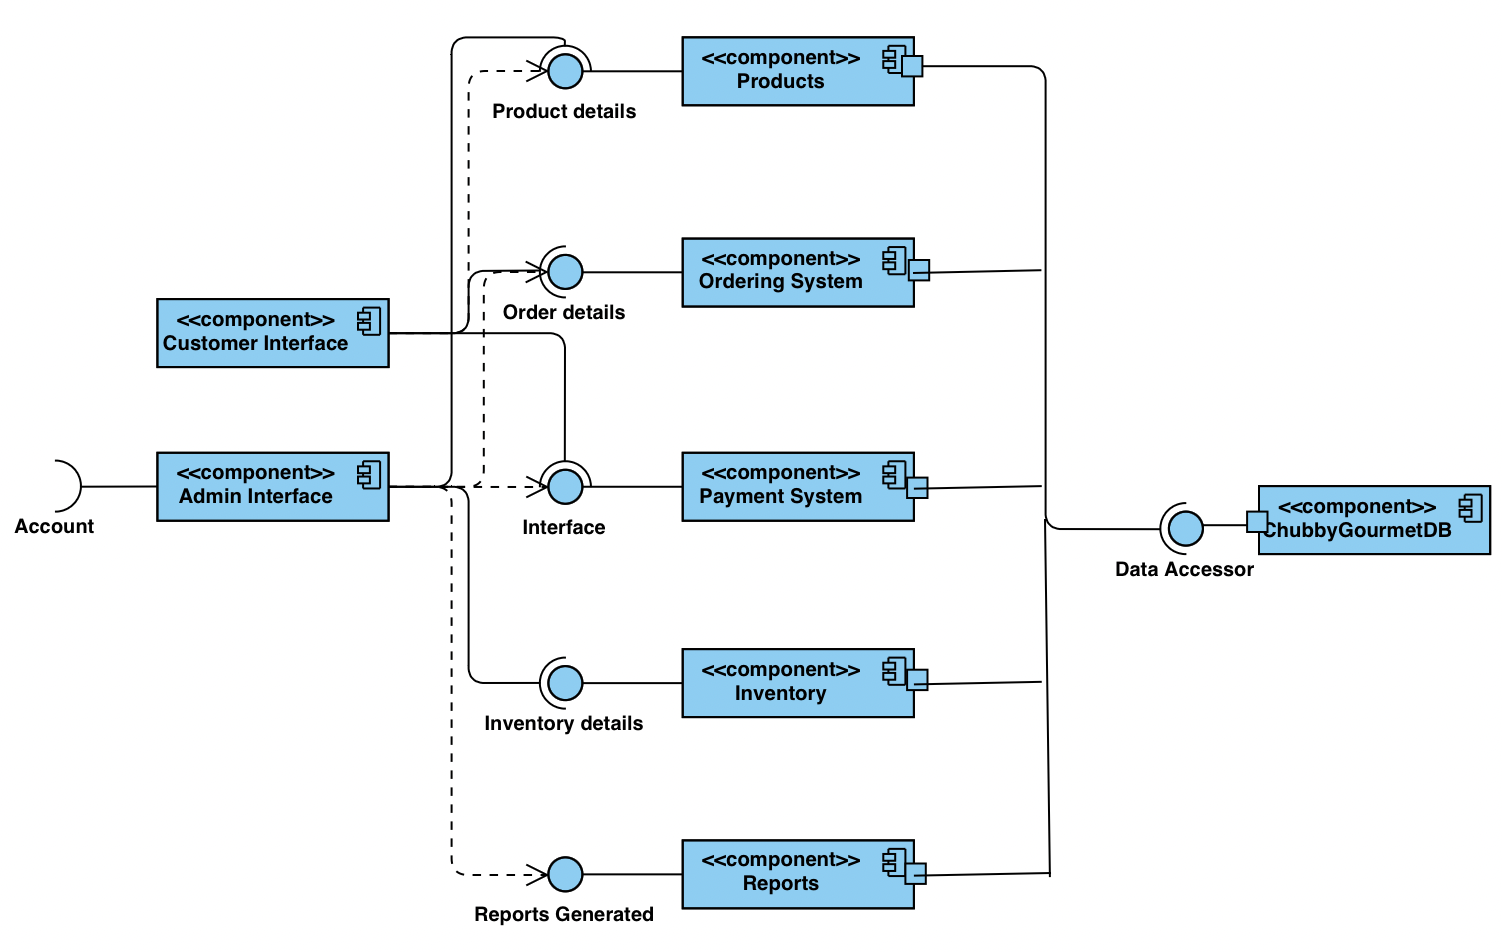 <<component>>
Products
Product details
<<component>>
Ordering System
Order details
<<component>>
Customer Interface
<<component>>
Admin Interface
Account
<<component>>
Payment System
Interface
<<component>>
ChubbyGourmetDB
Data Accessor
<<component>>
Inventory
Inventory details
<<component>>
Reports
Reports Generated